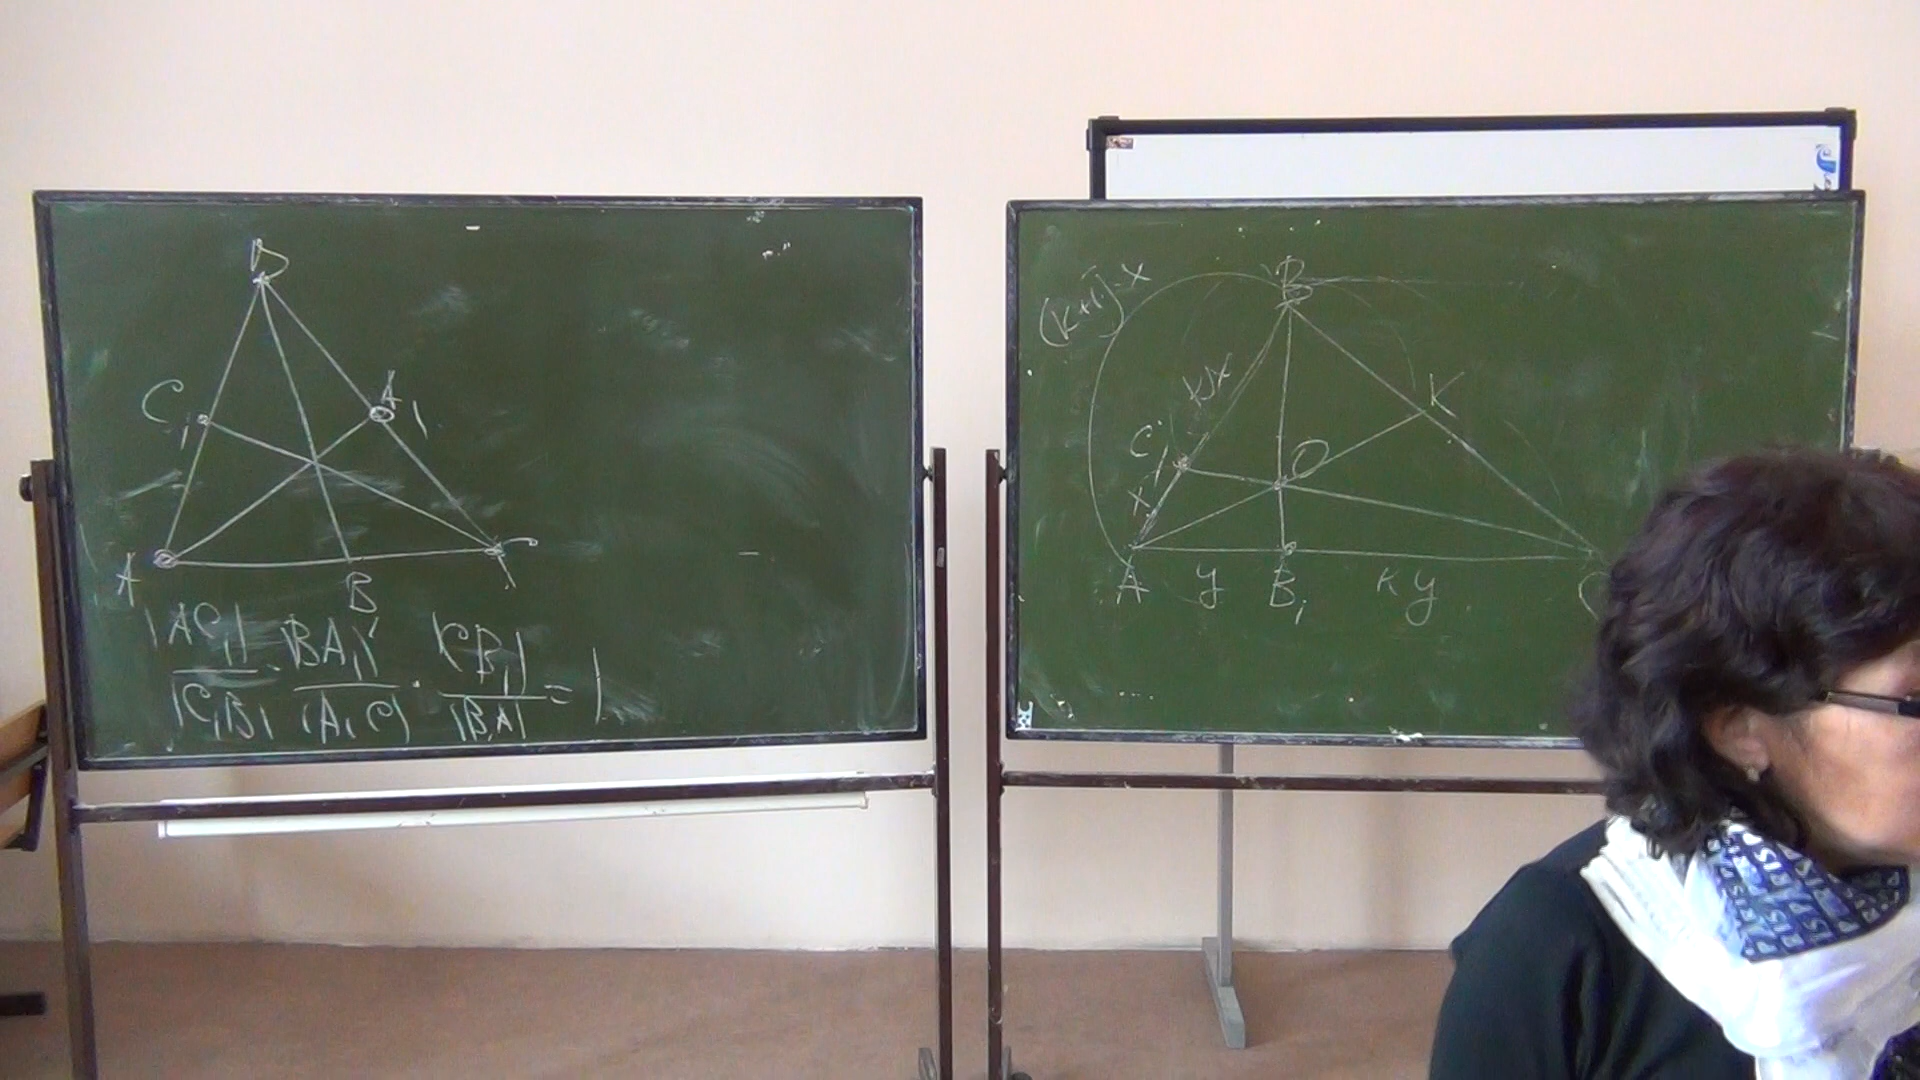 B
C₁
A₁
A
B
C
|AC₁|/|C₁B| · |BA₁|/|A₁C| · |CB₁|/|B₁A| = 1
(k+1)·x
B
kx
K
C₁
O
x
A y B₁ ky C